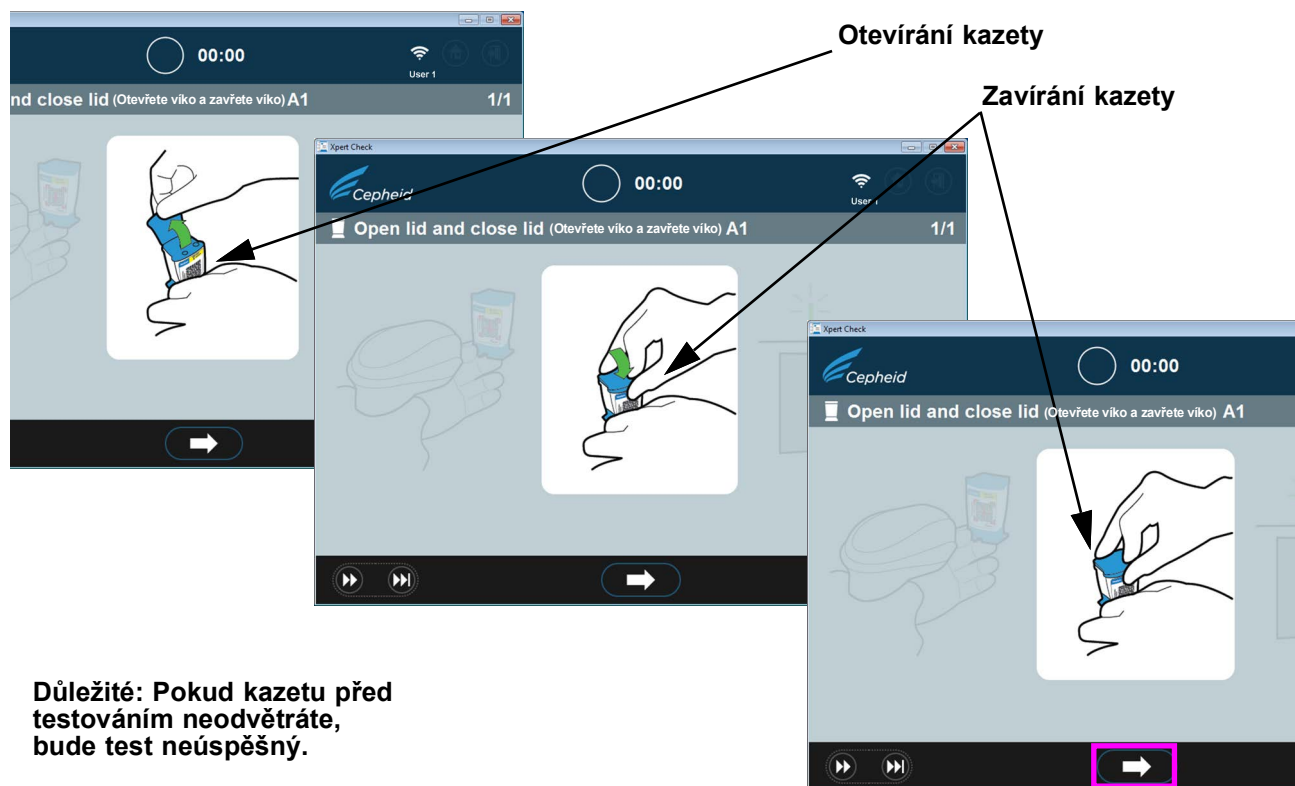 Otevírání kazety
Zavírání kazety
00:00
User 1
nd close lid (Otevřete víko a zavřete víko) A1
1/1
Xpert Check
Cepheid
00:00
User 1
Open lid and close lid (Otevřete víko a zavřete víko) A1
1/1
Xpert Check
Cepheid
00:00
Open lid and close lid (Otevřete víko a zavřete víko) A1
Důležité: Pokud kazetu před
testováním neodvětráte,
bude test neúspěšný.